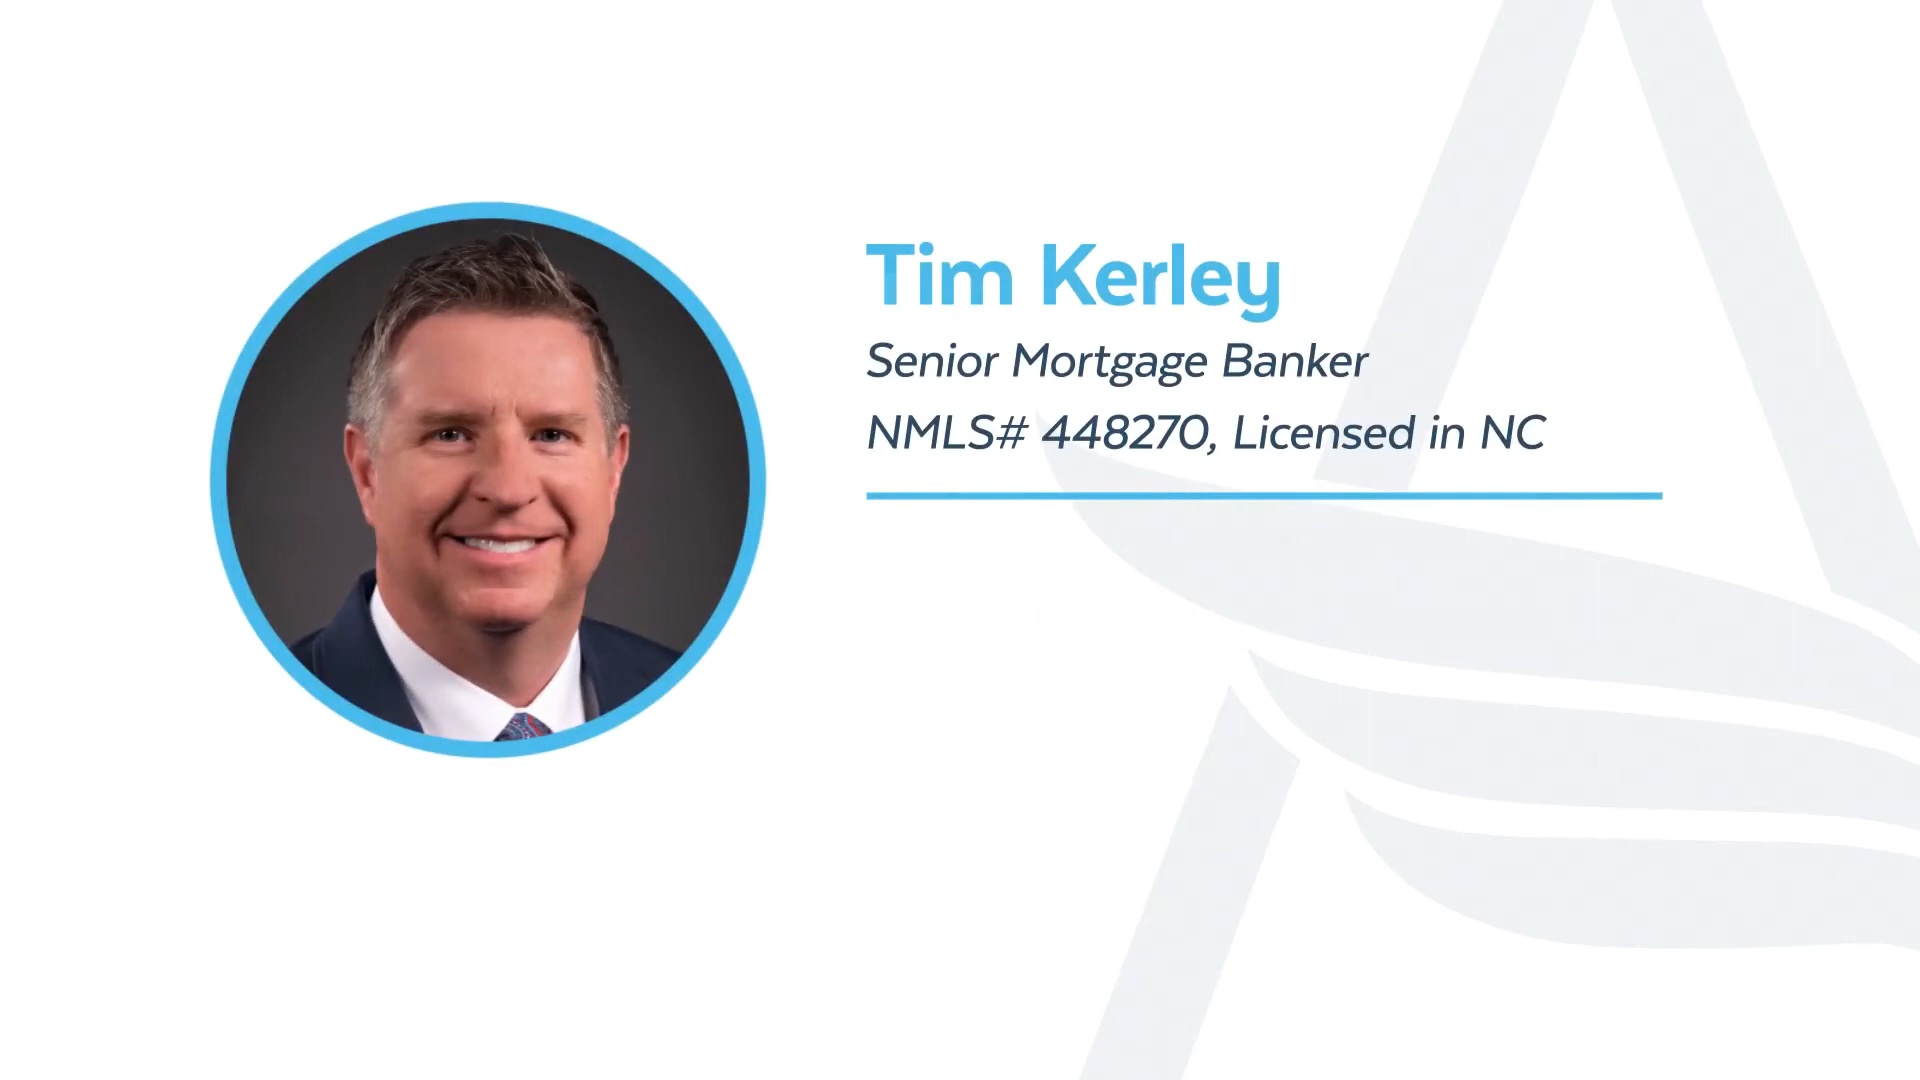 Tim Kerley
Senior Mortgage Banker
NMLS# 448270, Licensed in NC